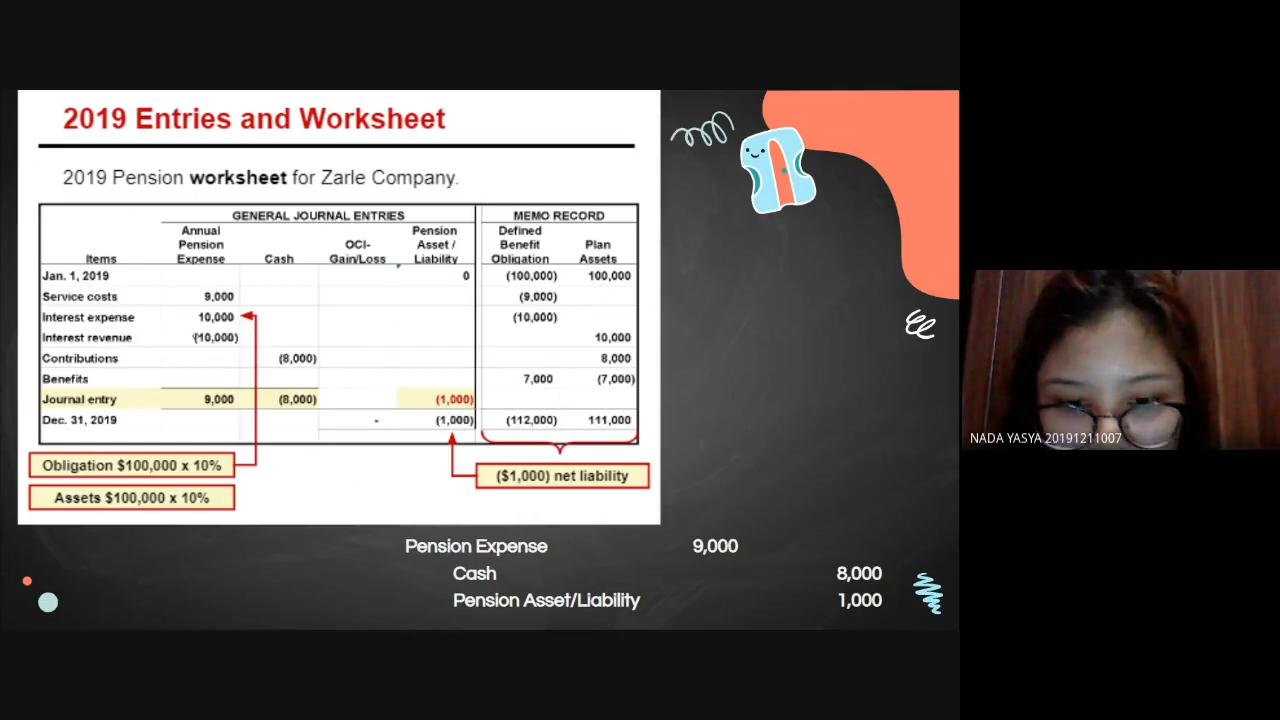 2019 Entries and Worksheet
2019 Pension worksheet for Zarle Company.
GENERAL JOURNAL ENTRIES MEMO RECORD
Items Annual Pension Expense Cash OCI- Gain/Loss Pension Asset / Liability Defined Benefit Obligation Plan Assets
Jan. 1, 2019 0 (100,000) 100,000
Service costs 9,000 (9,000)
Interest expense 10,000 (10,000)
Interest revenue (10,000) 10,000
Contributions (8,000) 8,000
Benefits 7,000 (7,000)
Journal entry 9,000 (8,000) (1,000)
Dec. 31, 2019 - (1,000) (112,000) 111,000
Obligation $100,000 x 10%
Assets $100,000 x 10%
($1,000) net liability
Pension Expense 9,000
Cash 8,000
Pension Asset/Liability 1,000
NADA YASYA 20191211007